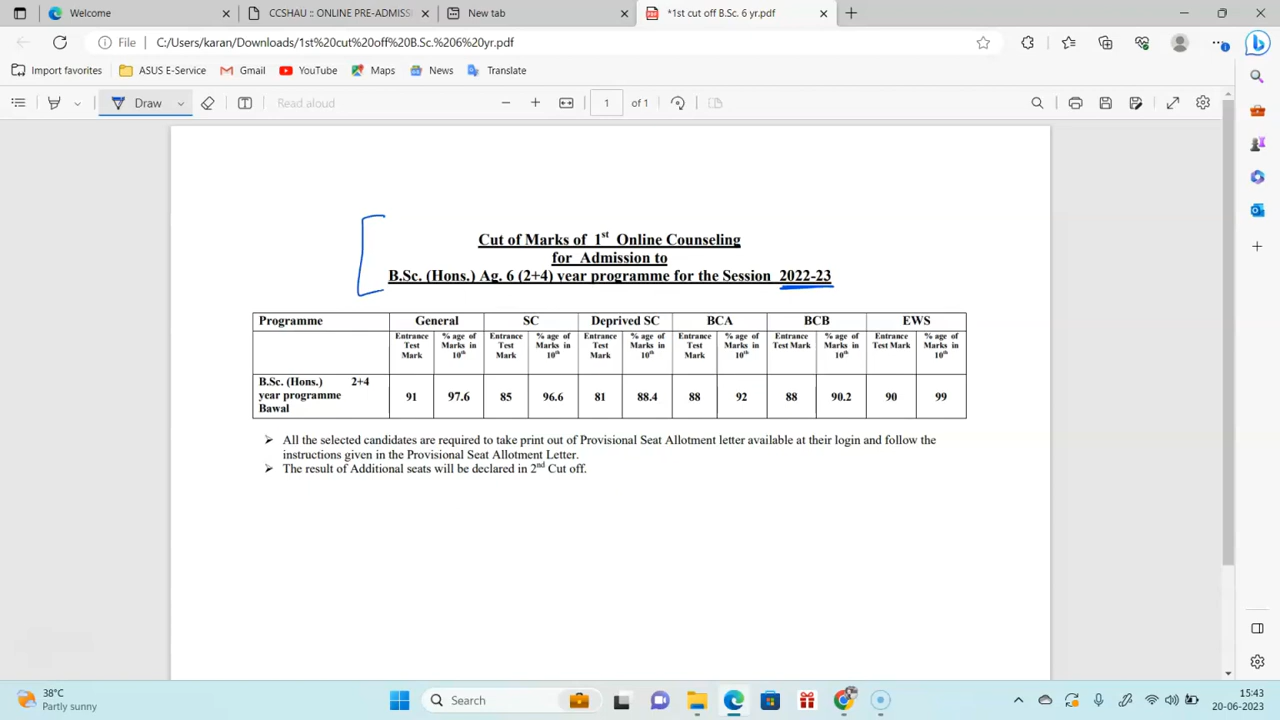 Welcome
CCSHAU :: ONLINE PRE-ADMISSI
New tab
*1st cut off B.Sc. 6 yr.pdf
File
C:/Users/karan/Downloads/1st%20cut%20off%20B.Sc.%206%20yr.pdf
Import favorites
ASUS E-Service
Gmail
YouTube
Maps
News
Translate
Draw
Read aloud
1
of 1
Cut of Marks of 1st Online Counseling
for Admission to
B.Sc. (Hons.) Ag. 6 (2+4) year programme for the Session 2022-23
Programme General SC Deprived SC BCA BCB EWS
Entrance % age of Entrance % age of Entrance % age of Entrance % age of Entrance % age of Entrance % age of
Test Marks in Test Marks in Test Marks in Test Marks in Test Mark Marks in Test Mark Marks in
Mark 10th Mark 10th Mark 10th Mark 10th 10th 10th
B.Sc. (Hons.) 2+4
year programme 91 97.6 85 96.6 81 88.4 88 92 88 90.2 90 99
Bawal
All the selected candidates are required to take print out of Provisional Seat Allotment letter available at their login and follow the
instructions given in the Provisional Seat Allotment Letter.
The result of Additional seats will be declared in 2nd Cut off.
38°C
Partly sunny
Search
15:43
20-06-2023